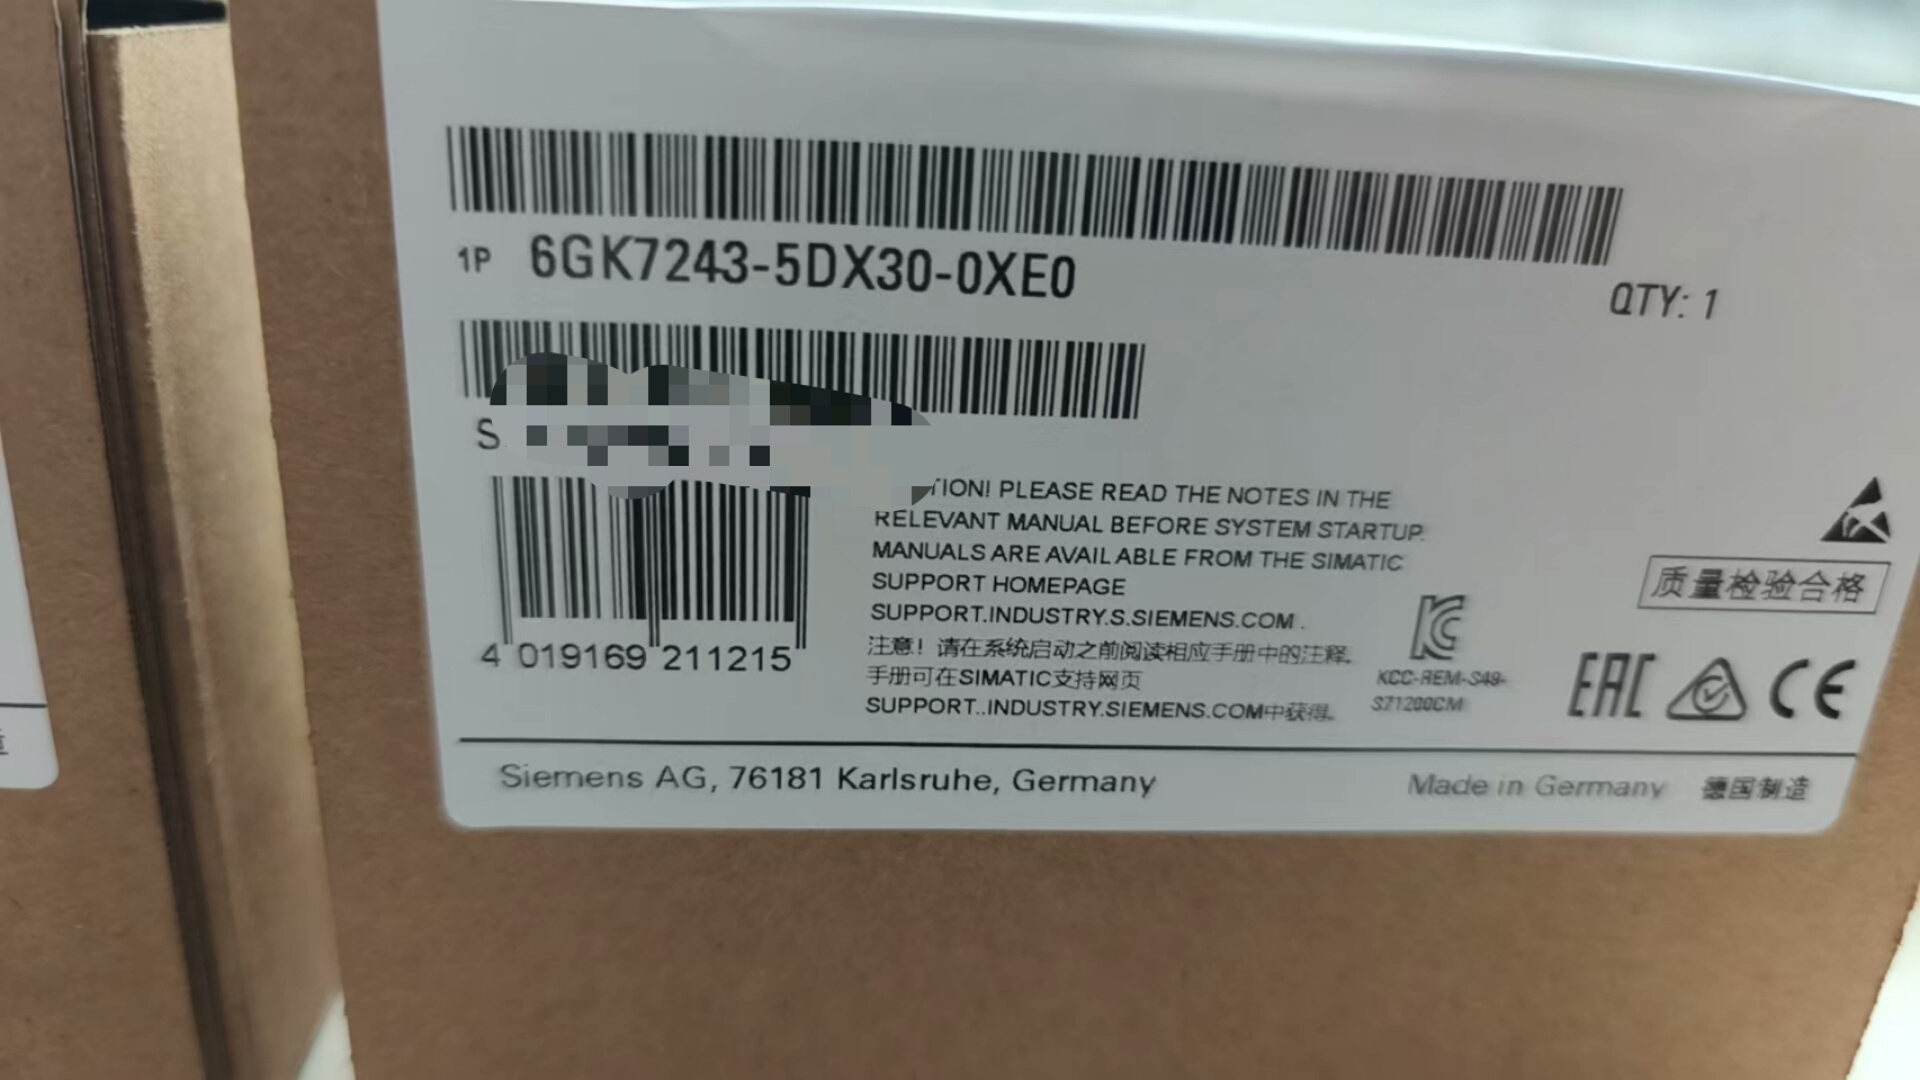 1P 6GK7243-5DX30-0XE0
QTY: 1
S
TION! PLEASE READ THE NOTES IN THE
RELEVANT MANUAL BEFORE SYSTEM STARTUP.
MANUALS ARE AVAILABLE FROM THE SIMATIC
SUPPORT HOMEPAGE
SUPPORT.INDUSTRY.S.SIEMENS.COM .
注意！请在系统启动之前阅读相应手册中的注释。
手册可在SIMATIC支持网页
SUPPORT..INDUSTRY.SIEMENS.COM中获得。
4 019169 211215
质量检验合格
KCC-REM-S49-
S71200CM
EAC
CE
Siemens AG, 76181 Karlsruhe, Germany
Made in Germany 德国制造